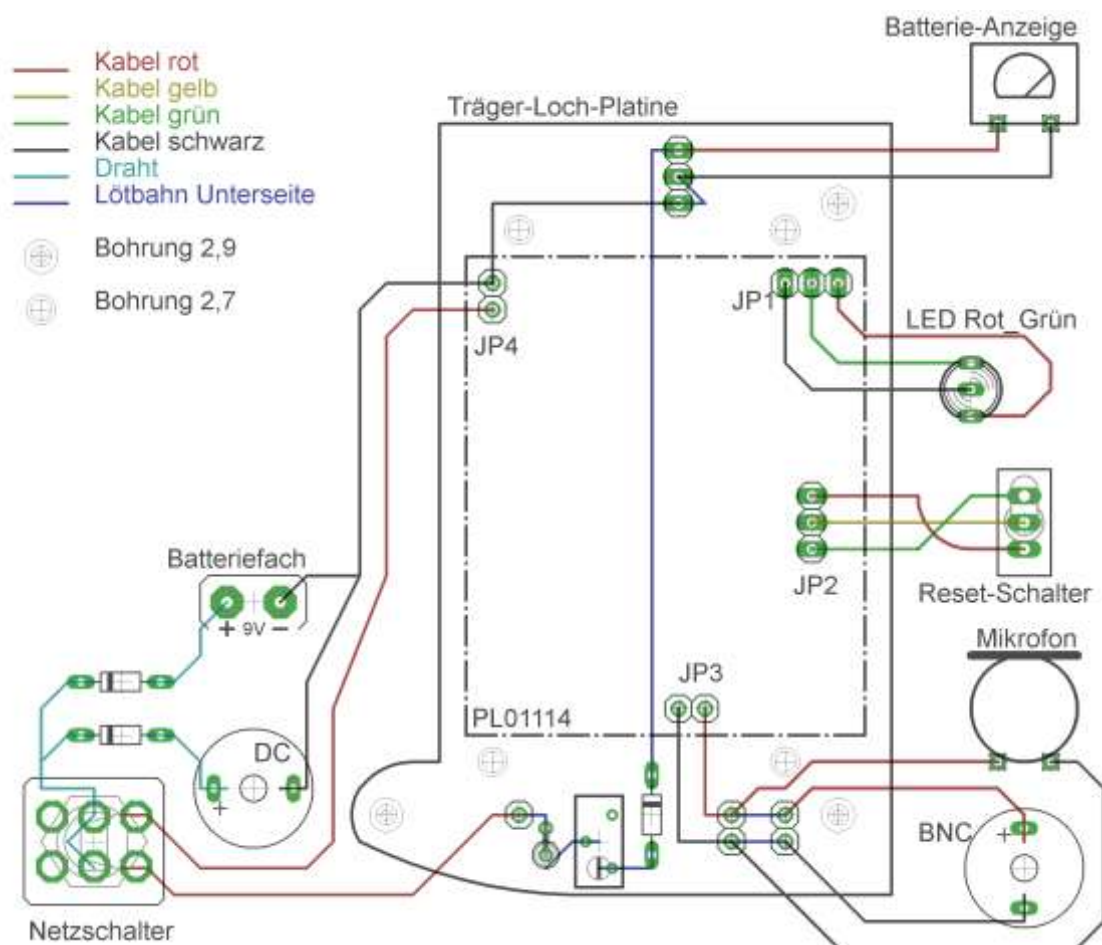 Batterie-Anzeige
Kabel rot
Kabel gelb
Kabel grün
Kabel schwarz
Draht
Lötbahn Unterseite
Träger-Loch-Platine
Bohrung 2,9
Bohrung 2,7
JP1
LED Rot_Grün
JP4
Batteriefach
+ 9V −
JP2
Reset-Schalter
Mikrofon
JP3
PL01114
DC
+
BNC
+
Netzschalter